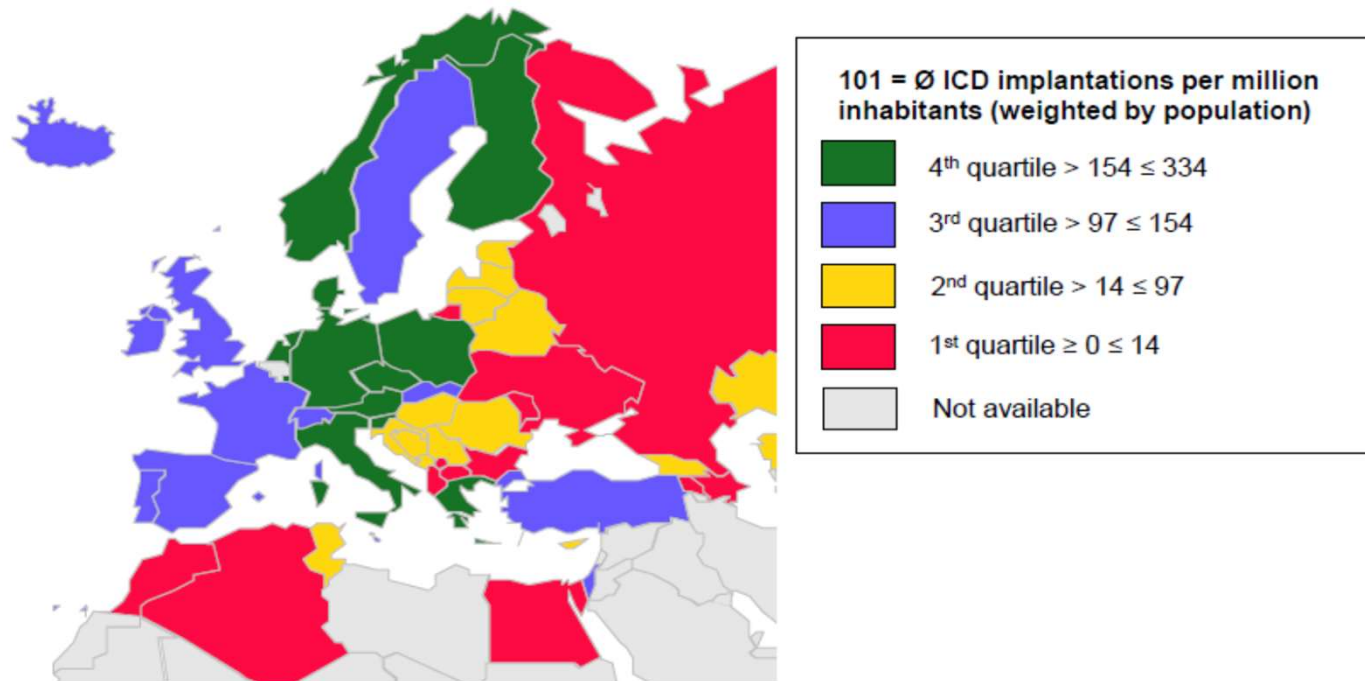 101 = Ø ICD implantations per million
inhabitants (weighted by population)
4th quartile > 154 ≤ 334
3rd quartile > 97 ≤ 154
2nd quartile > 14 ≤ 97
1st quartile ≥ 0 ≤ 14
Not available